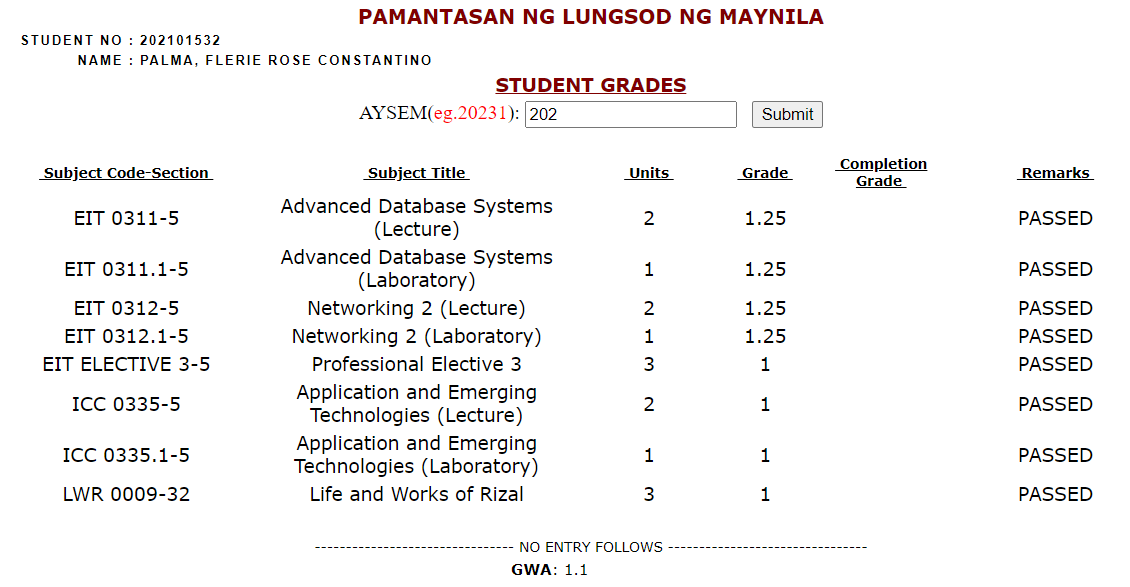 PAMANTASAN NG LUNGSOD NG MAYNILA
STUDENT NO : 202101532
NAME : PALMA, FLERIE ROSE CONSTANTINO
STUDENT GRADES
AYSEM(eg.20231): 202 Submit
Subject Code-Section Subject Title Units Grade Completion Grade Remarks
EIT 0311-5 Advanced Database Systems (Lecture) 2 1.25 PASSED
EIT 0311.1-5 Advanced Database Systems (Laboratory) 1 1.25 PASSED
EIT 0312-5 Networking 2 (Lecture) 2 1.25 PASSED
EIT 0312.1-5 Networking 2 (Laboratory) 1 1.25 PASSED
EIT ELECTIVE 3-5 Professional Elective 3 3 1 PASSED
ICC 0335-5 Application and Emerging Technologies (Lecture) 2 1 PASSED
ICC 0335.1-5 Application and Emerging Technologies (Laboratory) 1 1 PASSED
LWR 0009-32 Life and Works of Rizal 3 1 PASSED
-------------------------------- NO ENTRY FOLLOWS --------------------------------
GWA: 1.1